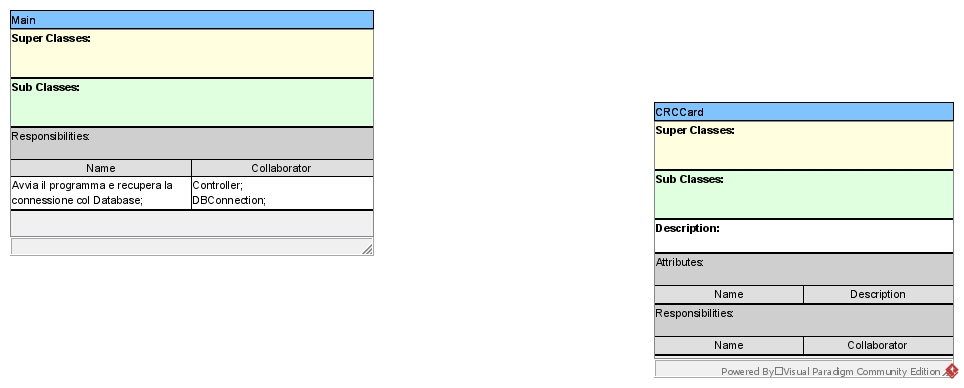 Main
Super Classes:
Sub Classes:
Responsibilities:
Name Collaborator
Avvia il programma e recupera la Controller;
connessione col Database; DBConnection;
CRCCard
Super Classes:
Sub Classes:
Description:
Attributes:
Name Description
Responsibilities:
Name Collaborator
Powered By□Visual Paradigm Community Edition